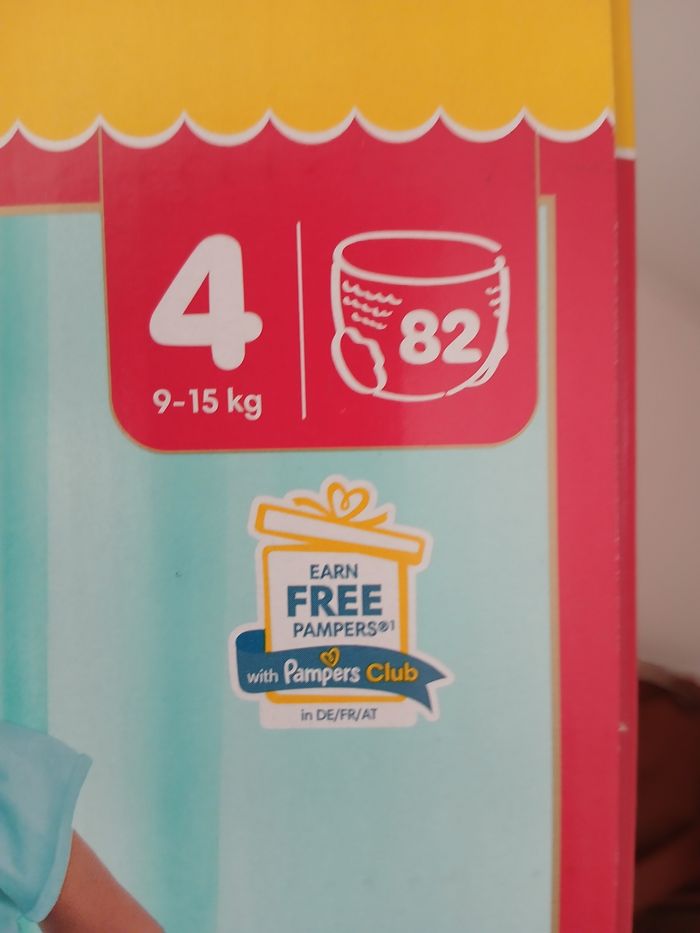 4
9-15 kg
82
EARN
FREE
PAMPERS®¹
with Pampers Club
in DE/FR/AT